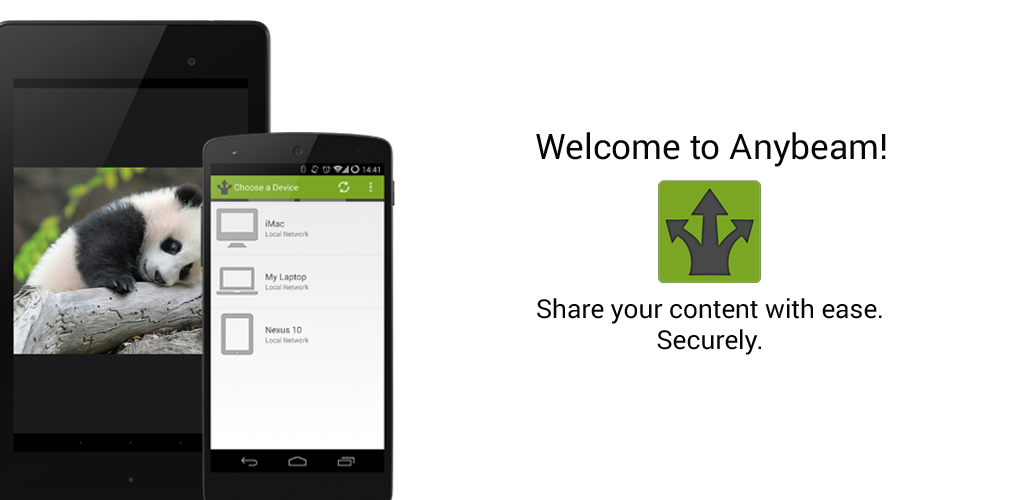 14:41
Choose a Device
iMac
Local Network
My Laptop
Local Network
Nexus 10
Local Network
Welcome to Anybeam!
Share your content with ease.
Securely.